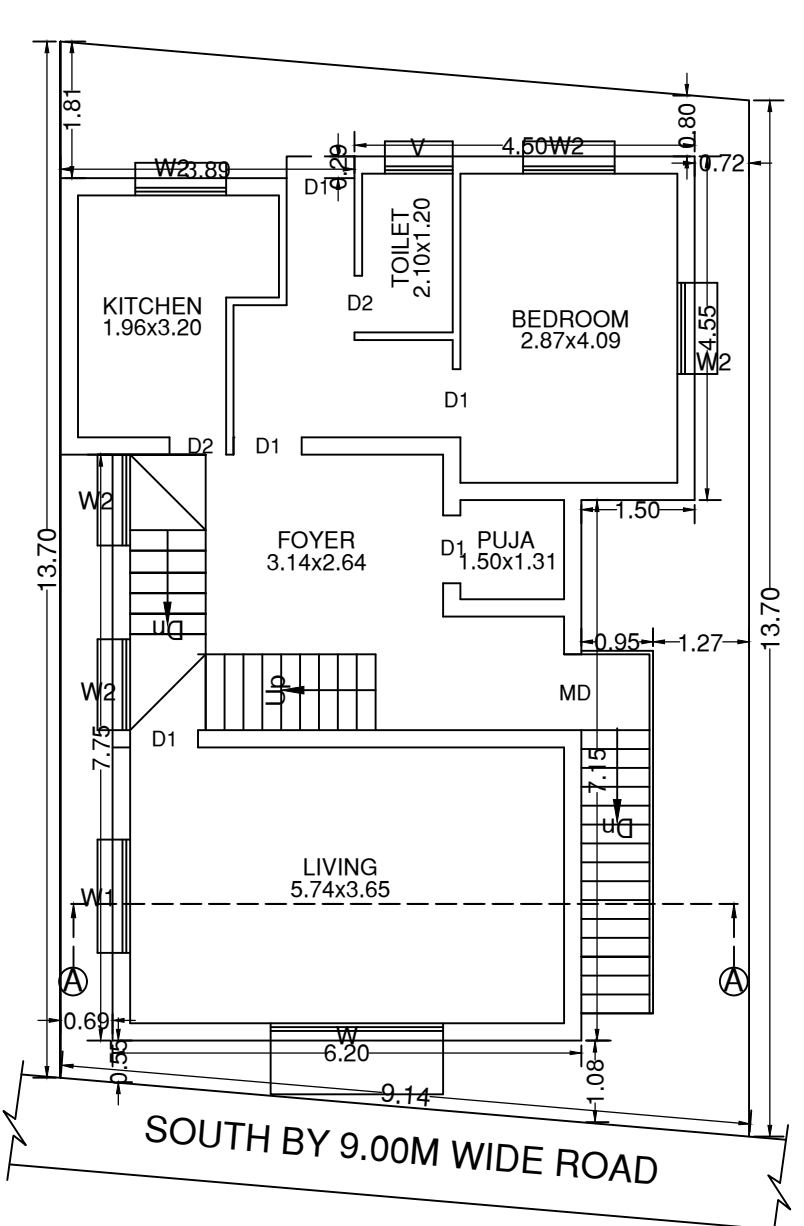 1.81
0.80
V
4.50
W2
W2
3.89
0.29
D1
0.72
TOILET
2.10x1.20
KITCHEN
1.96x3.20
D2
BEDROOM
2.87x4.09
4.55
W2
D1
D2
D1
W2
1.50
FOYER
3.14x2.64
D1
PUJA
1.50x1.31
13.70
13.70
Dn
0.95
1.27
W2
Up
MD
D1
7.75
7.15
Dn
LIVING
5.74x3.65
W1
A
A
0.69
W
6.20
0.55
1.08
9.14
SOUTH BY 9.00M WIDE ROAD